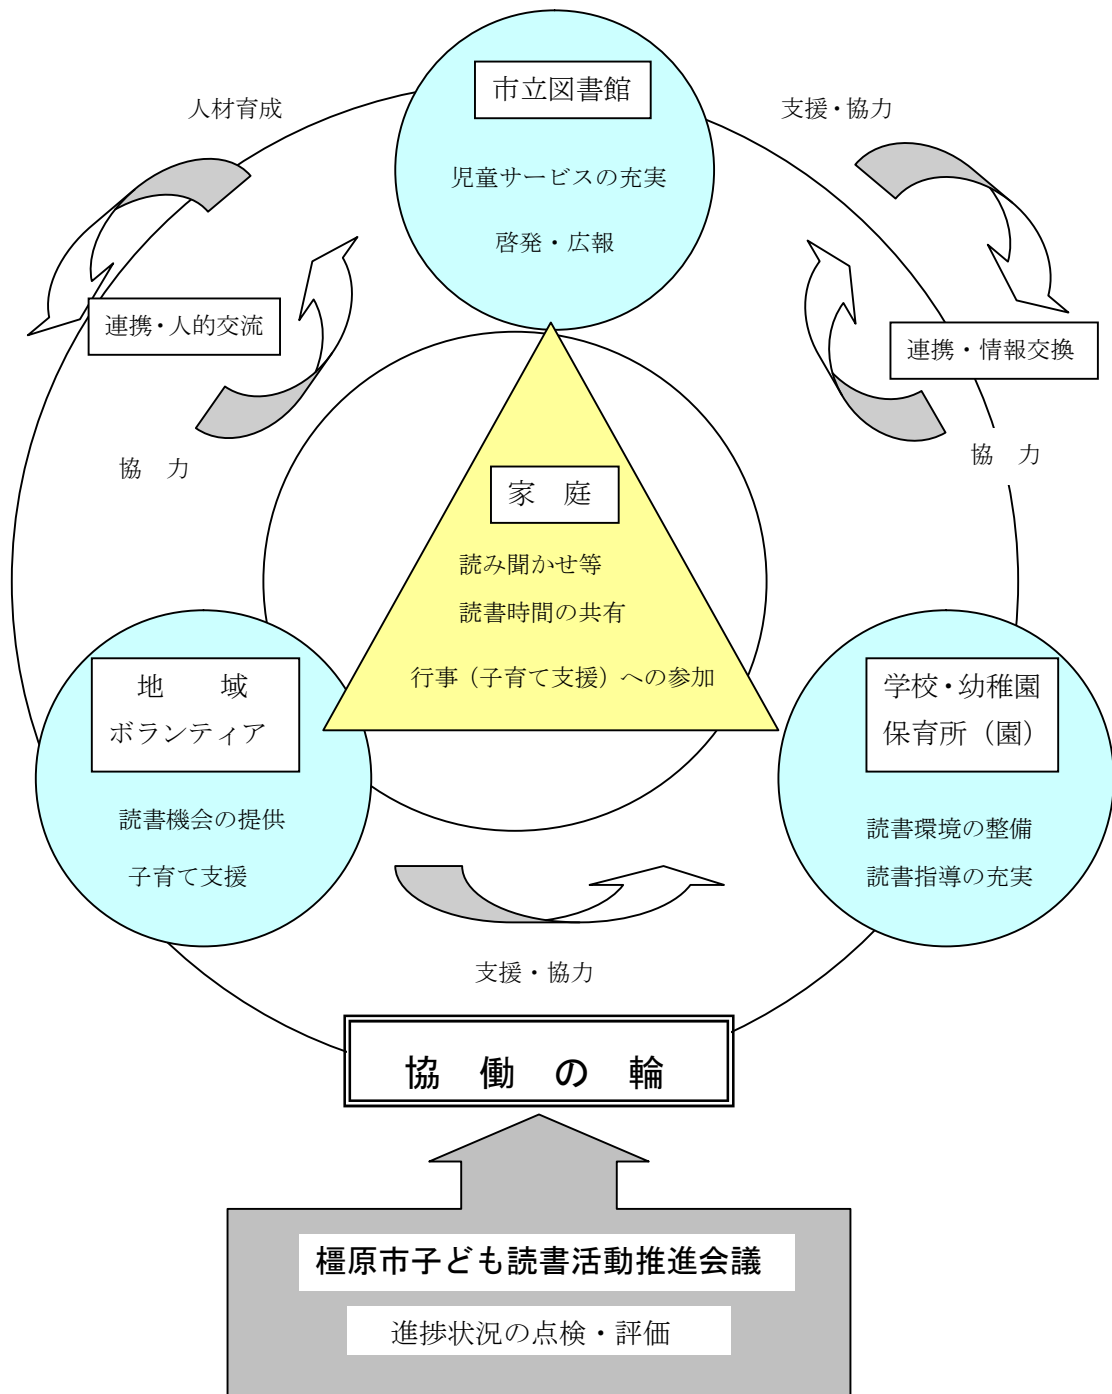 市立図書館
児童サービスの充実
啓発・広報
人材育成
支援・協力
連携・人的交流
連携・情報交換
協　力
協　力
家　庭
読み聞かせ等
読書時間の共有
行事（子育て支援）への参加
地　　域
ボランティア
読書機会の提供
子育て支援
学校・幼稚園
保育所（園）
読書環境の整備
読書指導の充実
支援・協力
協　働　の　輪
橿原市子ども読書活動推進会議
進捗状況の点検・評価